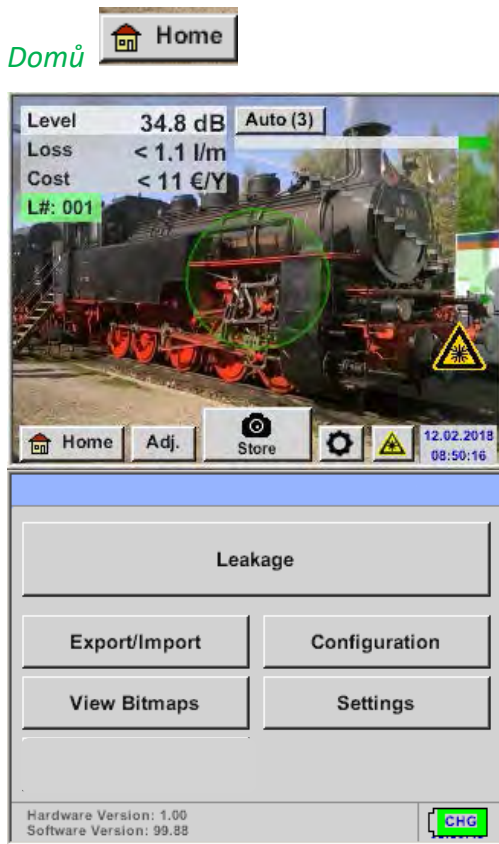 Domů Home
Level 34.8 dB Auto (3)
Loss < 1.1 l/m
Cost < 11 €/Y
L#: 001
Home Adj. Store 12.02.2018
08:50:16
Leakage
Export/Import Configuration
View Bitmaps Settings
Hardware Version: 1.00
Software Version: 99.88
CHG